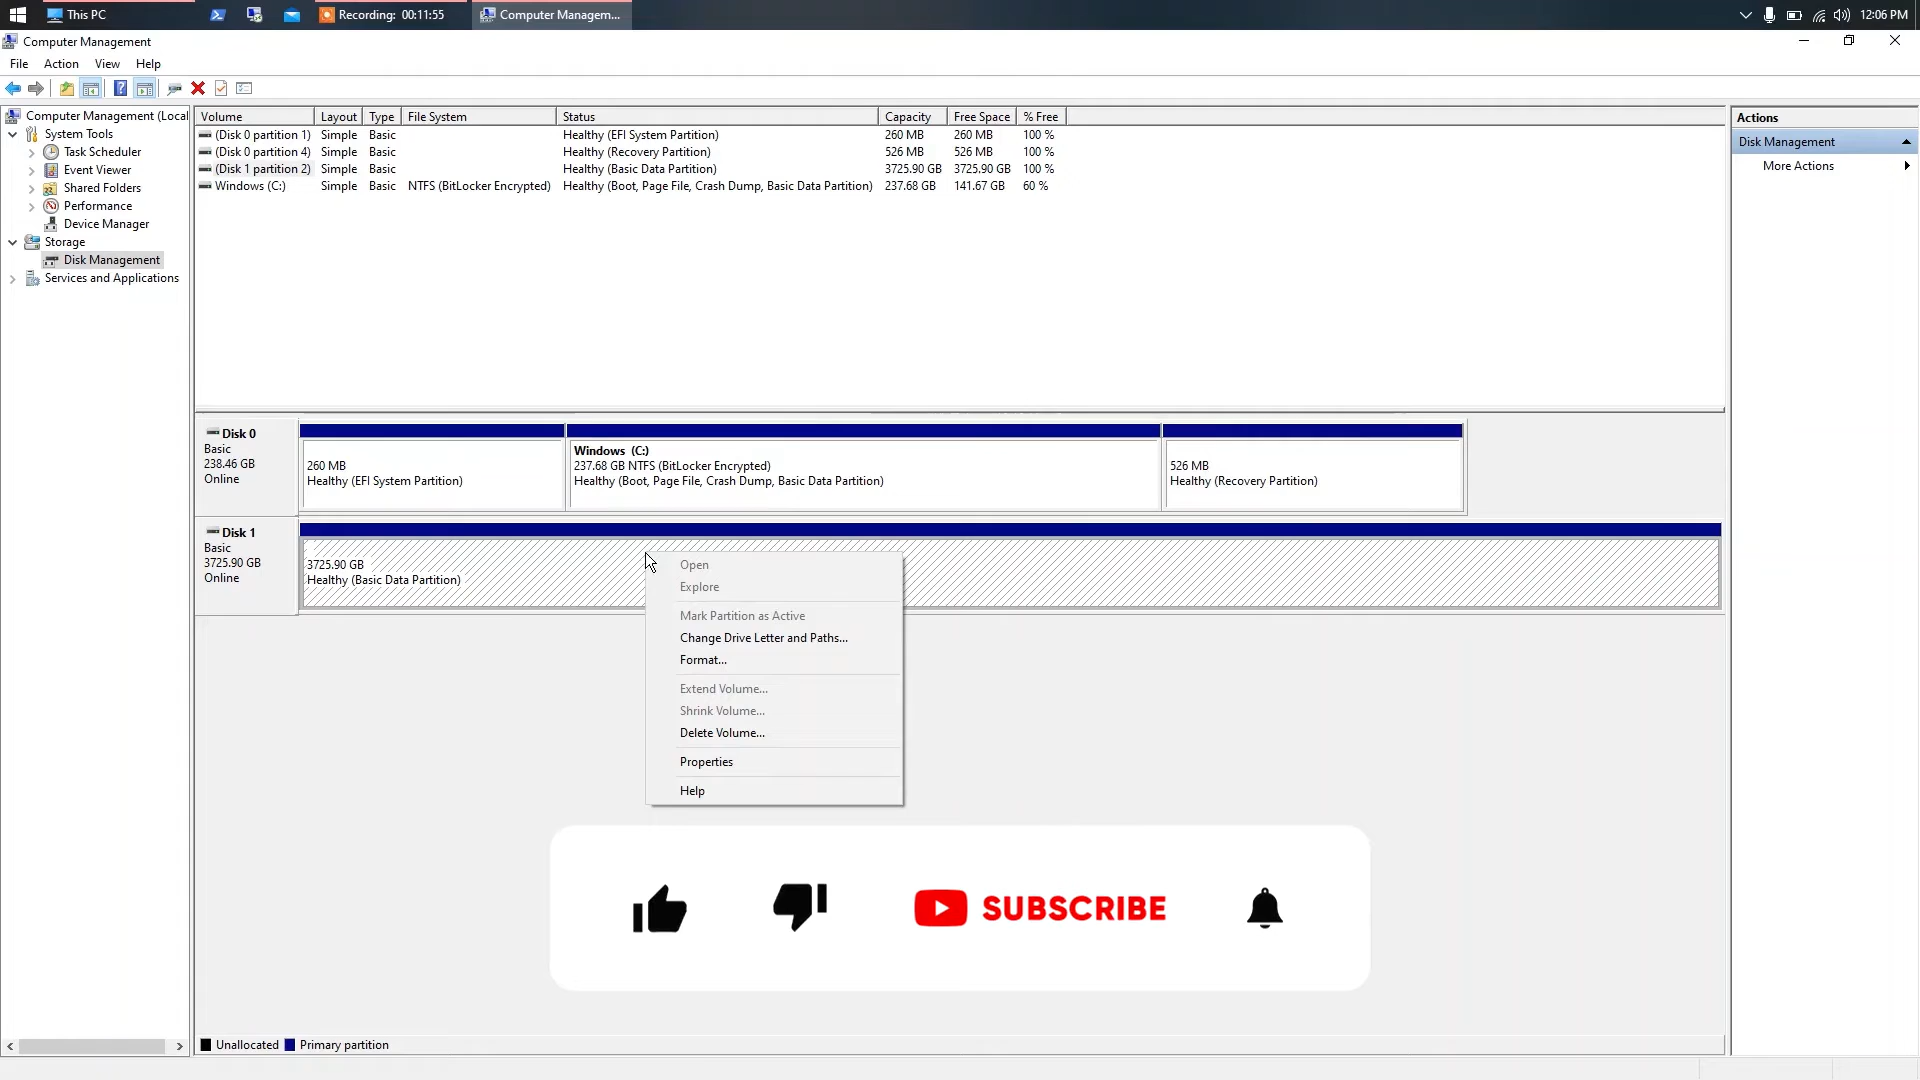 This PC
Recording: 00:11:55
Computer Managem...
12:06 PM
Computer Management
File Action View Help
Computer Management (Local
System Tools
Task Scheduler
Event Viewer
Shared Folders
Performance
Device Manager
Storage
Disk Management
Services and Applications
Volume Layout Type File System Status Capacity Free Space % Free
(Disk 0 partition 1) Simple Basic Healthy (EFI System Partition) 260 MB 260 MB 100 %
(Disk 0 partition 4) Simple Basic Healthy (Recovery Partition) 526 MB 526 MB 100 %
(Disk 1 partition 2) Simple Basic Healthy (Basic Data Partition) 3725.90 GB 3725.90 GB 100 %
Windows (C:) Simple Basic NTFS (BitLocker Encrypted) Healthy (Boot, Page File, Crash Dump, Basic Data Partition) 237.68 GB 141.67 GB 60 %
Actions
Disk Management
More Actions
Disk 0
Basic
238.46 GB
Online
260 MB
Healthy (EFI System Partition)
Windows (C:)
237.68 GB NTFS (BitLocker Encrypted)
Healthy (Boot, Page File, Crash Dump, Basic Data Partition)
526 MB
Healthy (Recovery Partition)
Disk 1
Basic
3725.90 GB
Online
3725.90 GB
Healthy (Basic Data Partition)
Open
Explore
Mark Partition as Active
Change Drive Letter and Paths...
Format...
Extend Volume...
Shrink Volume...
Delete Volume...
Properties
Help
SUBSCRIBE
Unallocated Primary partition